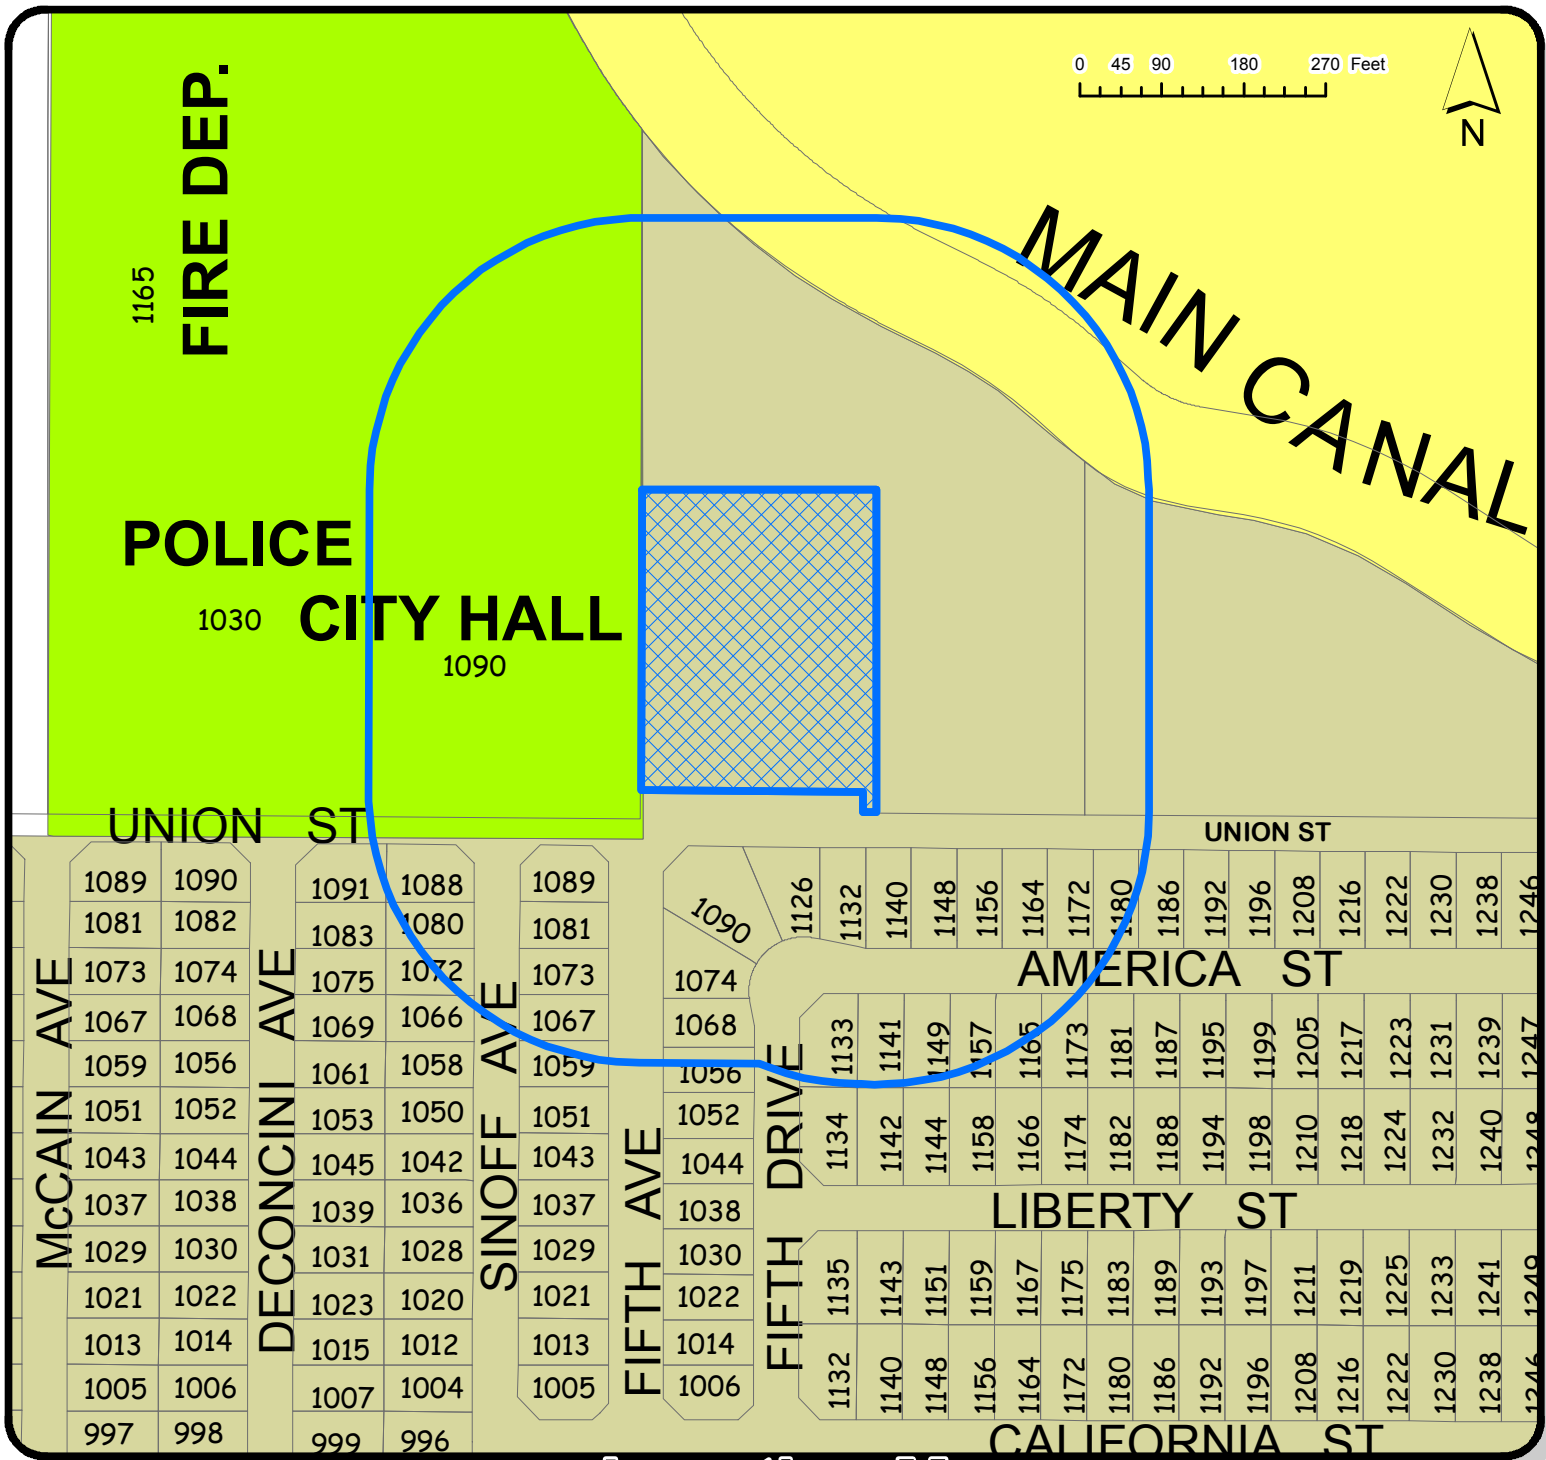 0 45 90 180 270 Feet
N
FIRE DEP.
1165
MAIN CANAL
POLICE
1030
CITY HALL
1090
UNION ST
UNION ST
McCAIN AVE
DECONCINI AVE
SINOFF AVE
FIFTH AVE
FIFTH DRIVE
AMERICA ST
LIBERTY ST
CALIFORNIA ST
1089 1090
1081 1082
1073 1074
1067 1068
1059 1056
1051 1052
1043 1044
1037 1038
1029 1030
1021 1022
1013 1014
1005 1006
997 998
1091 1088
1083 1080
1075 1072
1069 1066
1061 1058
1053 1050
1045 1042
1039 1036
1031 1028
1023 1020
1015 1012
1007 1004
999 996
1089
1081
1073
1067
1059
1051
1043
1037
1029
1021
1013
1005
1090
1074
1068
1056
1052
1044
1038
1030
1022
1014
1006
1126 1132 1140 1148 1156 1164 1172 1180 1186 1192 1196 1208 1216 1222 1230 1238 1246
1133 1141 1149 1157 1165 1173 1181 1187 1195 1199 1205 1217 1223 1231 1239 1247
1134 1142 1144 1158 1166 1174 1182 1188 1194 1198 1210 1218 1224 1232 1240 1248
1135 1143 1151 1159 1167 1175 1183 1189 1193 1197 1211 1219 1225 1233 1241 1249
1132 1140 1148 1156 1164 1172 1180 1186 1192 1196 1208 1216 1222 1230 1238 1246